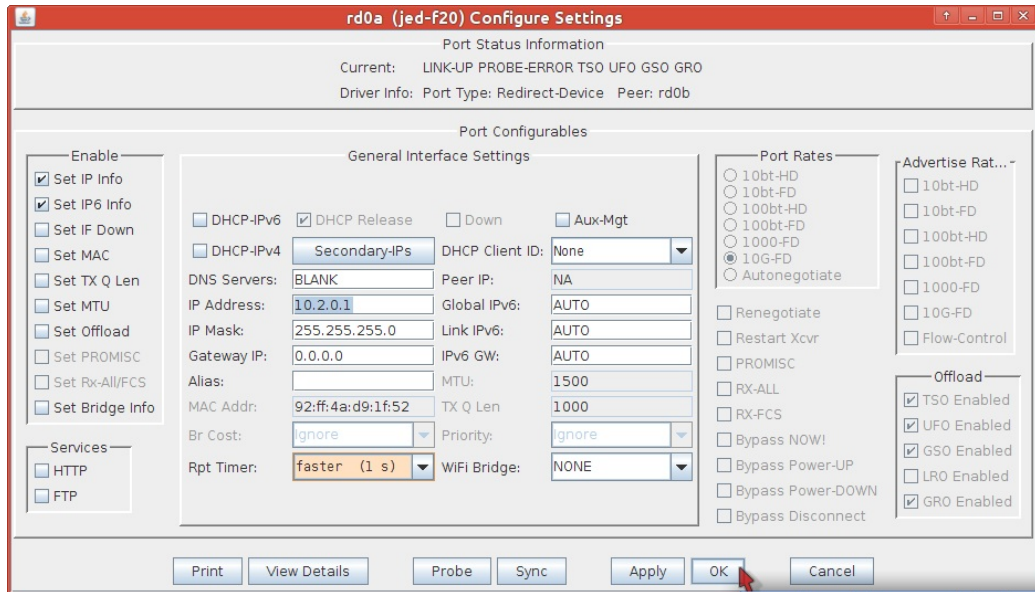 rd0a (jed-f20) Configure Settings
Port Status Information
Current: LINK-UP PROBE-ERROR TSO UFO GSO GRO
Driver Info: Port Type: Redirect-Device Peer: rd0b
Port Configurables
Enable
Set IP Info
Set IP6 Info
Set IF Down
Set MAC
Set TX Q Len
Set MTU
Set Offload
Set PROMISC
Set Rx-All/FCS
Set Bridge Info
Services
HTTP
FTP
General Interface Settings
DHCP-IPv6 DHCP Release Down Aux-Mgt
DHCP-IPv4 Secondary-IPs DHCP Client ID: None
DNS Servers: BLANK Peer IP: NA
IP Address: 10.2.0.1 Global IPv6: AUTO
IP Mask: 255.255.255.0 Link IPv6: AUTO
Gateway IP: 0.0.0.0 IPv6 GW: AUTO
Alias: MTU: 1500
MAC Addr: 92:ff:4a:d9:1f:52 TX Q Len 1000
Br Cost: Ignore Priority: Ignore
Rpt Timer: faster (1 s) WiFi Bridge: NONE
Port Rates
10bt-HD
10bt-FD
100bt-HD
100bt-FD
1000-FD
10G-FD
Autonegotiate
Renegotiate
Restart Xcvr
PROMISC
RX-ALL
RX-FCS
Bypass NOW!
Bypass Power-UP
Bypass Power-DOWN
Bypass Disconnect
Advertise Rat...
10bt-HD
10bt-FD
100bt-HD
100bt-FD
1000-FD
10G-FD
Flow-Control
Offload
TSO Enabled
UFO Enabled
GSO Enabled
LRO Enabled
GRO Enabled
Print View Details Probe Sync Apply OK Cancel